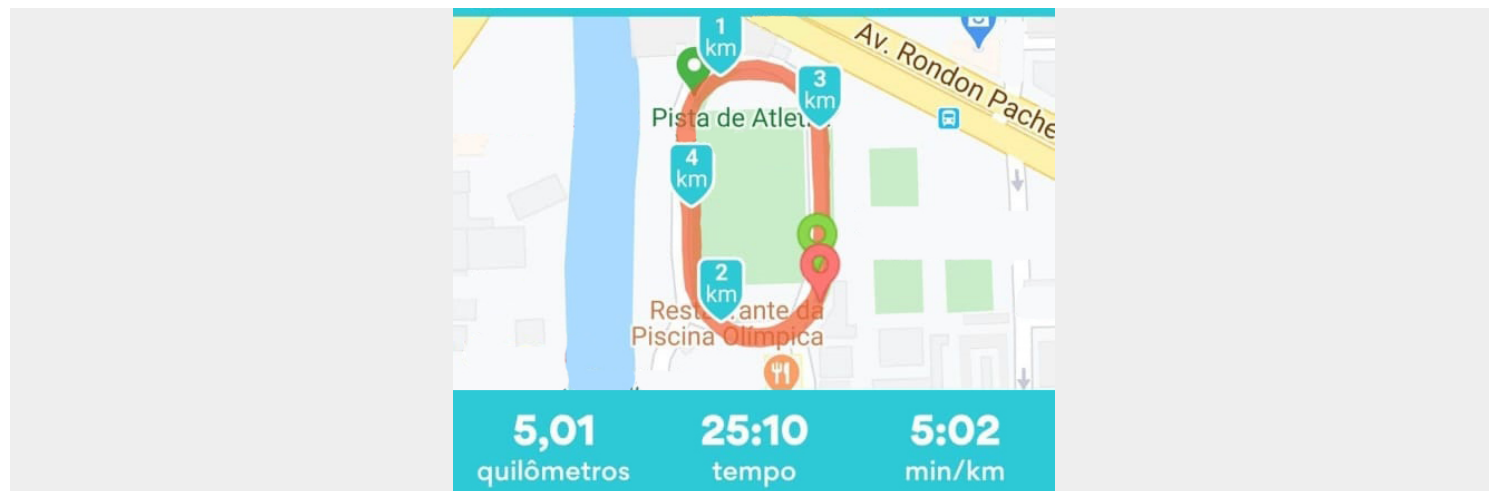 1
km
Av. Rondon Pache
3
km
Pista de Atlet
4
km
2
km
Rest ante da
Piscina Olímpica
5,01
quilômetros
25:10
tempo
5:02
min/km